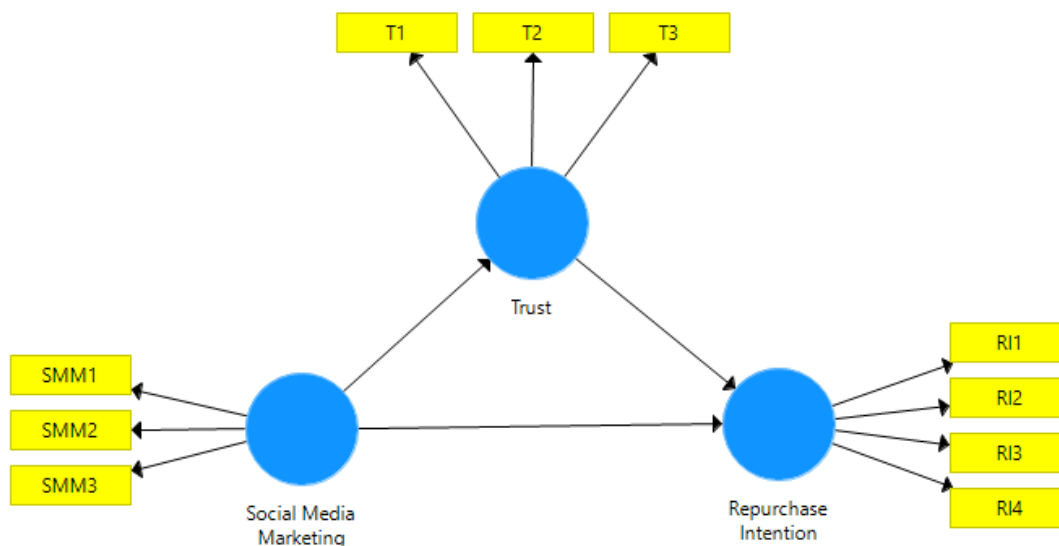 T1
T2
T3
Trust
SMM1
SMM2
SMM3
Social Media
Marketing
RI1
RI2
RI3
RI4
Repurchase
Intention